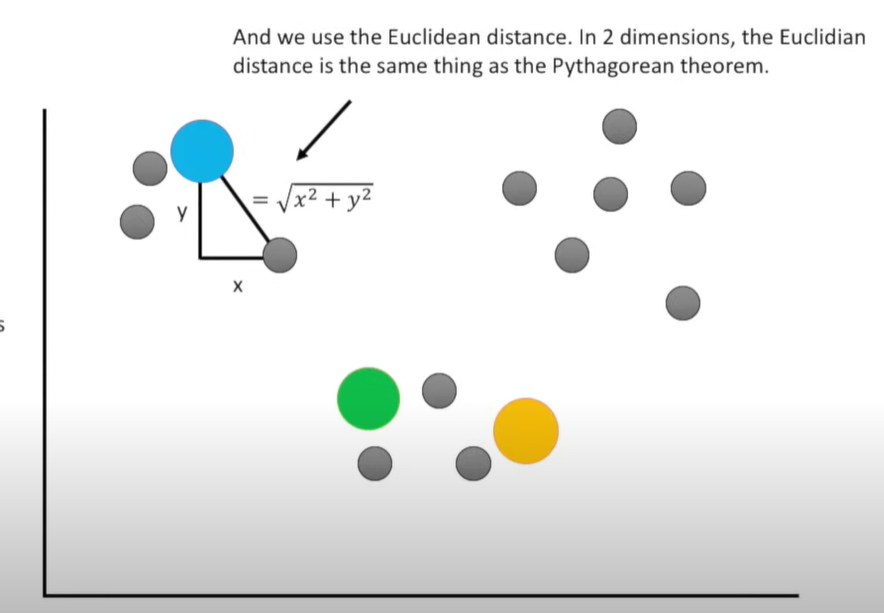 And we use the Euclidean distance. In 2 dimensions, the Euclidian
distance is the same thing as the Pythagorean theorem.
= √x² + y²
y
x
s